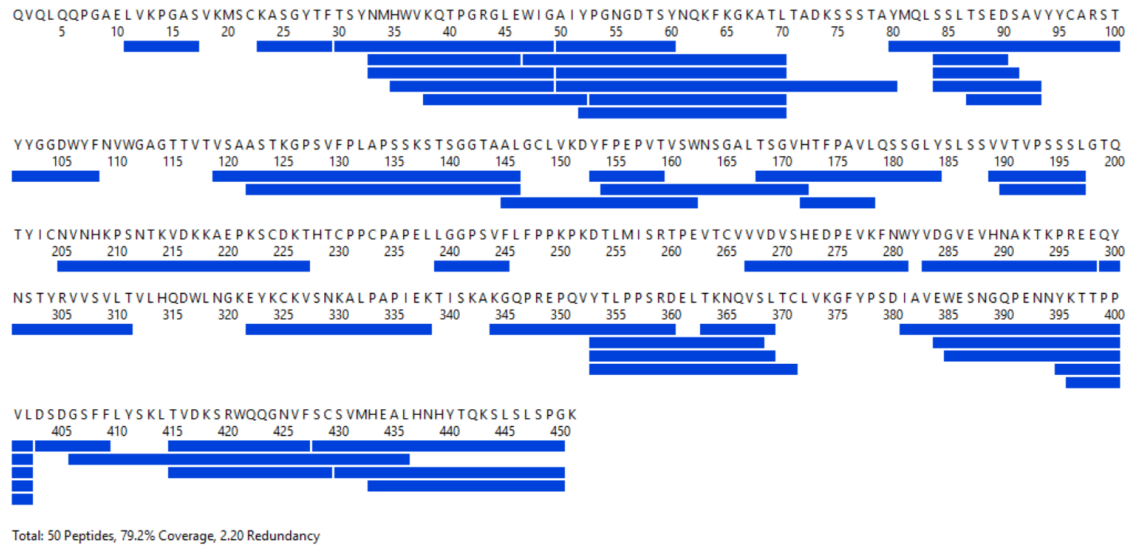 QVQLQQPGAELVKPGASVKMSCKASGYTFTSYNMHWVKQTPGRGLEWIGAIYPGNGDTSYNQKFKGKATLTADKSSSTAYMQLSSLTSEDSAVYYCARST
5 10 15 20 25 30 35 40 45 50 55 60 65 70 75 80 85 90 95 100
YYGGDWYFNVWGAGTTVTVSAASTKGPSVFPLAPSSKSTSGGTAALGCLVKDYFPEPVTVSWNSGALTSGVHTFPAVLQSSGLYSLSSVVTVPSSSLGTQ
105 110 115 120 125 130 135 140 145 150 155 160 165 170 175 180 185 190 195 200
TYICNVNHKPSNTKVDKKAEPKSCDKTHTCPPCPAPELLGGPSVFLFPPKPKDTLMISRTPEVTCVVVDVSHEDPEVKFNWYVDGVEVHNAKTKPREEQY
205 210 215 220 225 230 235 240 245 250 255 260 265 270 275 280 285 290 295 300
NSTYRVVSVLTVLHQDWLNGKEYKCKVSNKALPAPIEKTISKAKGQPREPQVYTLPPSRDELTKNQVSLTCLVKGFYPSDIAVEWESNGQPENNYKTTPP
305 310 315 320 325 330 335 340 345 350 355 360 365 370 375 380 385 390 395 400
VLDSDGSFFLYSKLTVDKSRWQQGNVFSCSVMHEALHNHYTQKSLSLSPGK
405 410 415 420 425 430 435 440 445 450
Total: 50 Peptides, 79.2% Coverage, 2.20 Redundancy